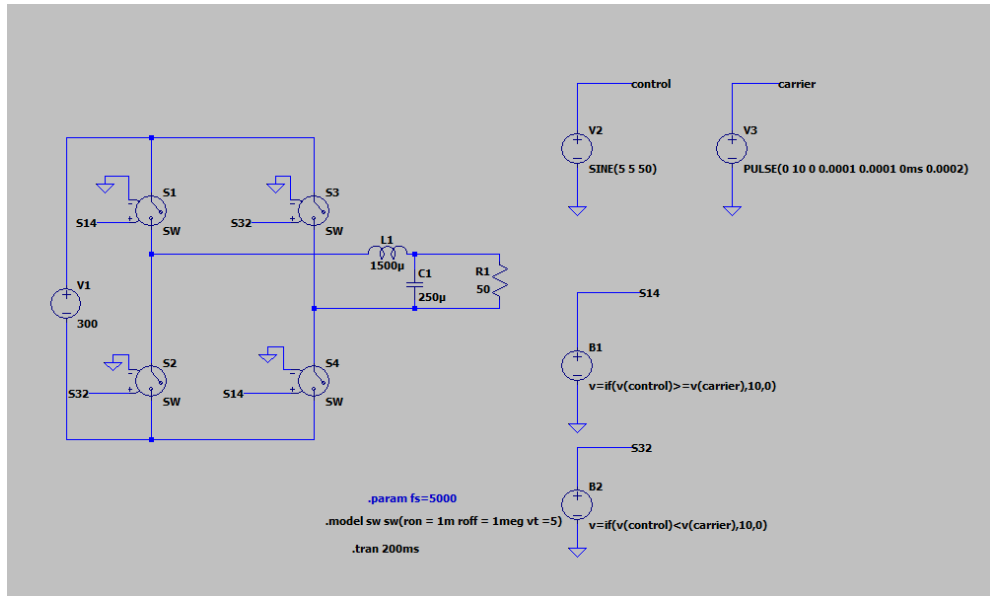 control
carrier
V2
V3
SINE(5 5 50)
PULSE(0 10 0 0.0001 0.0001 0ms 0.0002)
S1
S3
S14
S32
SW
SW
L1
1500µ
C1
250µ
R1
50
V1
300
S14
B1
S2
S4
S32
S14
SW
SW
v=if(v(control)>=v(carrier),10,0)
S32
B2
.param fs=5000
.model sw sw(ron = 1m roff = 1meg vt =5)
v=if(v(control)<v(carrier),10,0)
.tran 200ms